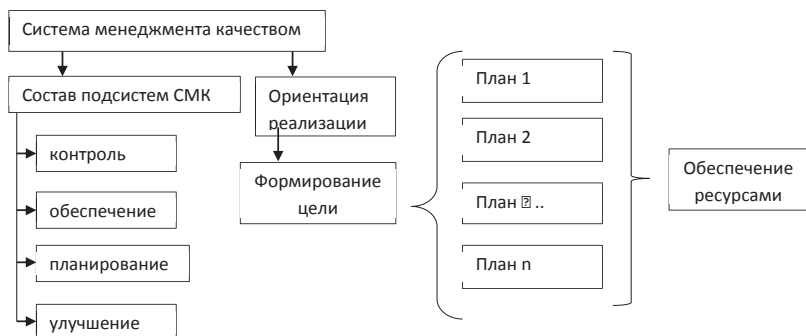 Система менеджмента качеством
Состав подсистем СМК
контроль
обеспечение
планирование
улучшение
Ориентация
реализации
Формирование
цели
План 1
План 2
План ⍰ ..
План n
Обеспечение
ресурсами